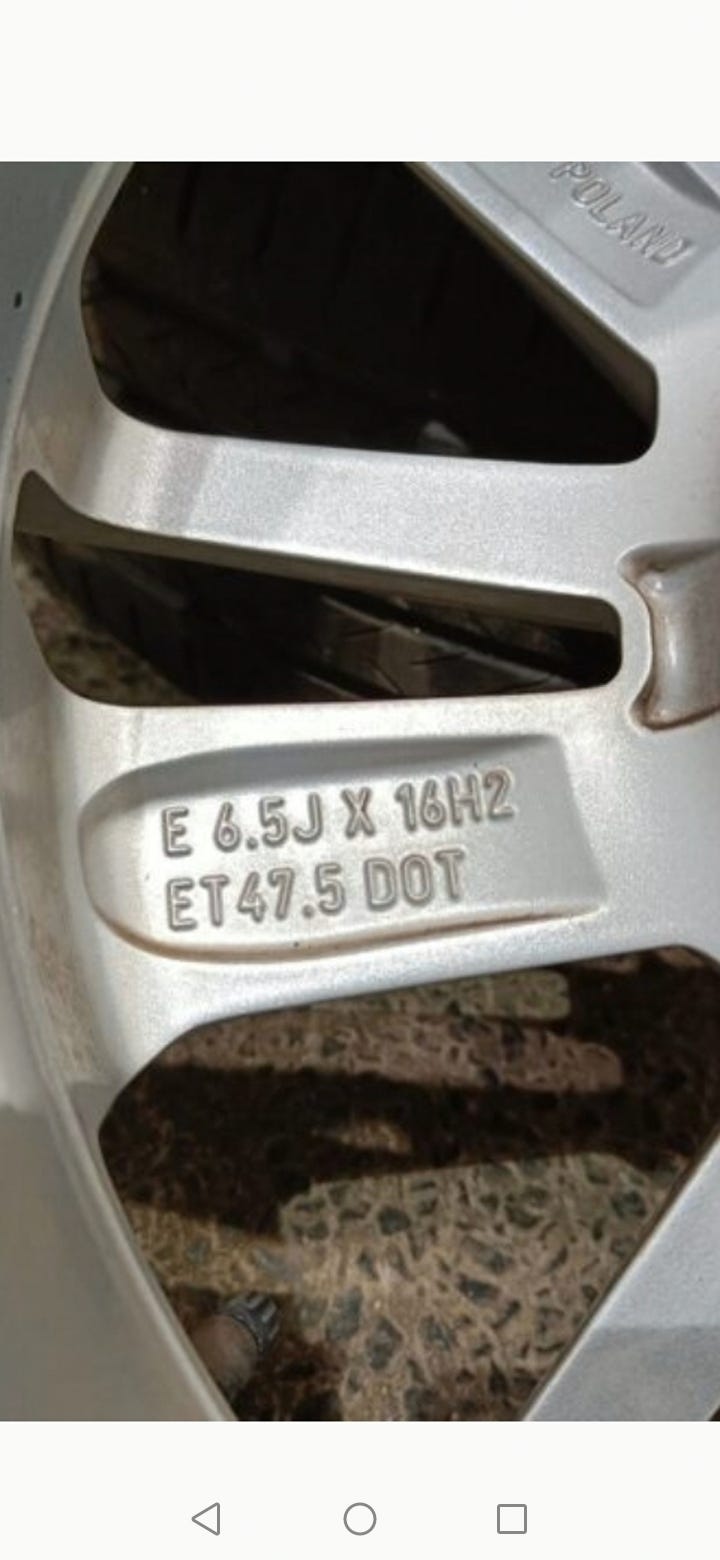 POLAND
E 6.5J X 16H2
ET47.5 DOT